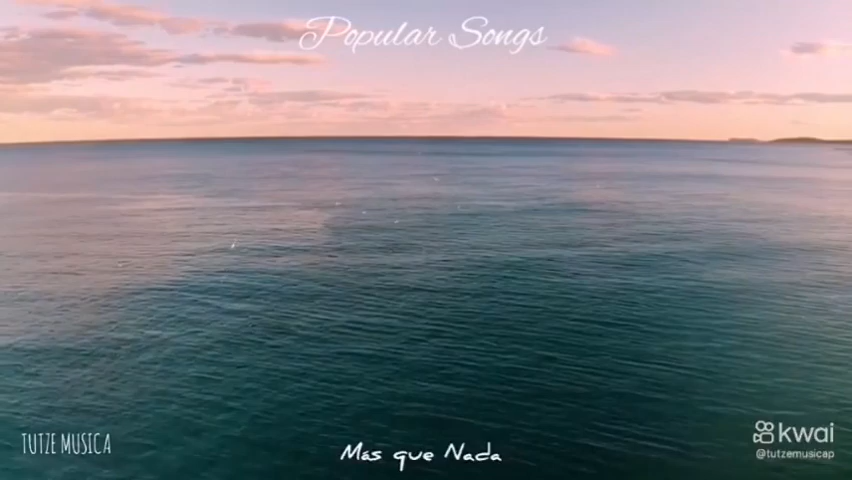 Popular Songs
TUTZE MUSICA
Más que Nada
kwai
@tutzemusicap